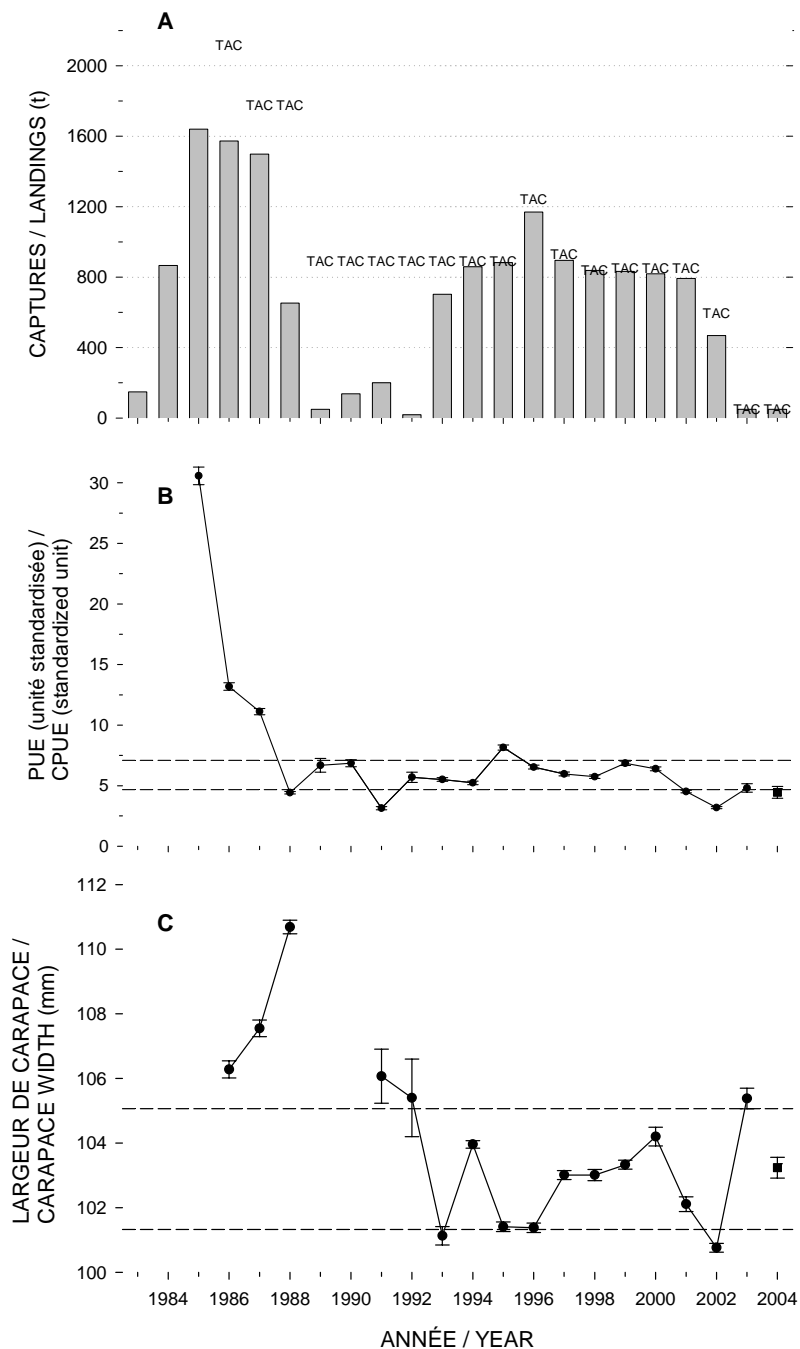 A
TAC
2000
TAC TAC
1600
TAC
1200
TAC
TAC TAC TAC TAC TAC TAC TAC TAC TAC TAC TAC TAC
800
TAC
400
TAC TAC
0
CAPTURES / LANDINGS (t)
B
30
25
20
15
10
5
0
PUE (unité standardisée) /
CPUE (standardized unit)
C
112
110
108
106
104
102
100
LARGEUR DE CARAPACE /
CARAPACE WIDTH (mm)
1984 1986 1988 1990 1992 1994 1996 1998 2000 2002 2004
ANNÉE / YEAR